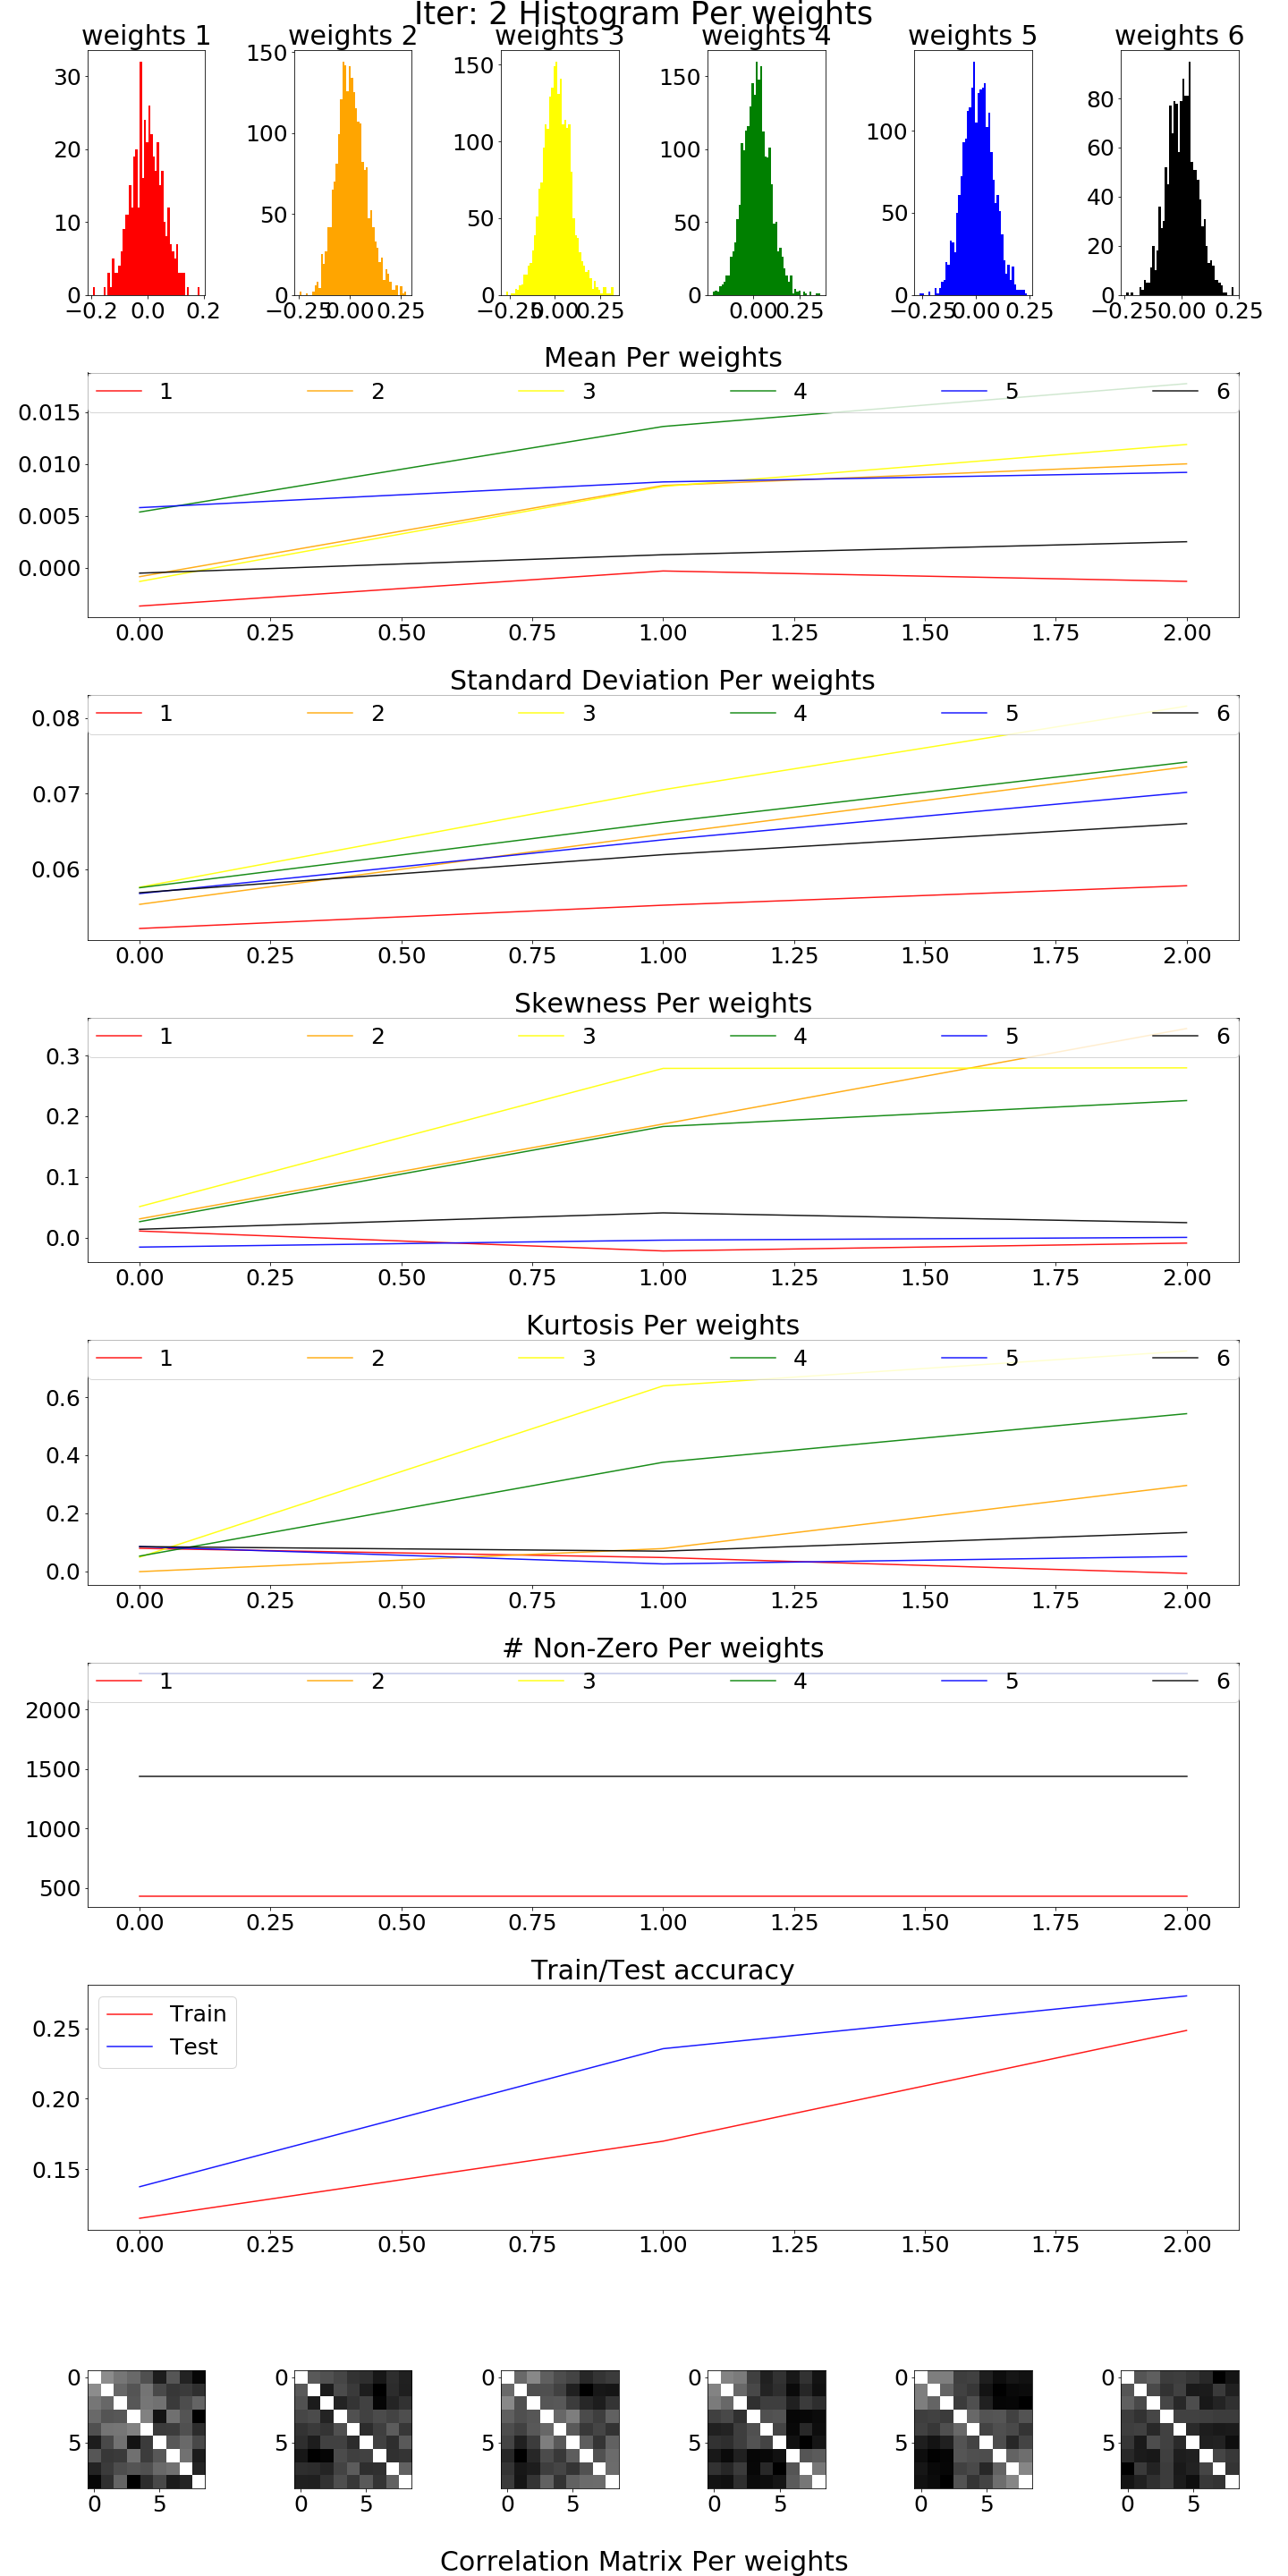 Iter: 2 Histogram Per weights
weights 1 weights 2 weights 3 weights 4 weights 5 weights 6
30 20 10 0
−0.2 0.0 0.2
150 100 50 0
−0.25 0.00 0.25
150 100 50 0
−0.25 0.00 0.25
150 100 50 0
0.00 0.25
100 50 0
−0.25 0.00 0.25
80 60 40 20 0
−0.25 0.00 0.25
Mean Per weights
1 2 3 4 5 6
0.015
0.010
0.005
0.000
0.00 0.25 0.50 0.75 1.00 1.25 1.50 1.75 2.00
Standard Deviation Per weights
1 2 3 4 5 6
0.08
0.07
0.06
0.00 0.25 0.50 0.75 1.00 1.25 1.50 1.75 2.00
Skewness Per weights
1 2 3 4 5 6
0.3
0.2
0.1
0.0
0.00 0.25 0.50 0.75 1.00 1.25 1.50 1.75 2.00
Kurtosis Per weights
1 2 3 4 5 6
0.6
0.4
0.2
0.0
0.00 0.25 0.50 0.75 1.00 1.25 1.50 1.75 2.00
# Non-Zero Per weights
1 2 3 4 5 6
2000
1500
1000
500
0.00 0.25 0.50 0.75 1.00 1.25 1.50 1.75 2.00
Train/Test accuracy
Train
Test
0.25
0.20
0.15
0.00 0.25 0.50 0.75 1.00 1.25 1.50 1.75 2.00
0 0 0 0 0 0
5 5 5 5 5 5
0 5 0 5 0 5 0 5 0 5 0 5
Correlation Matrix Per weights